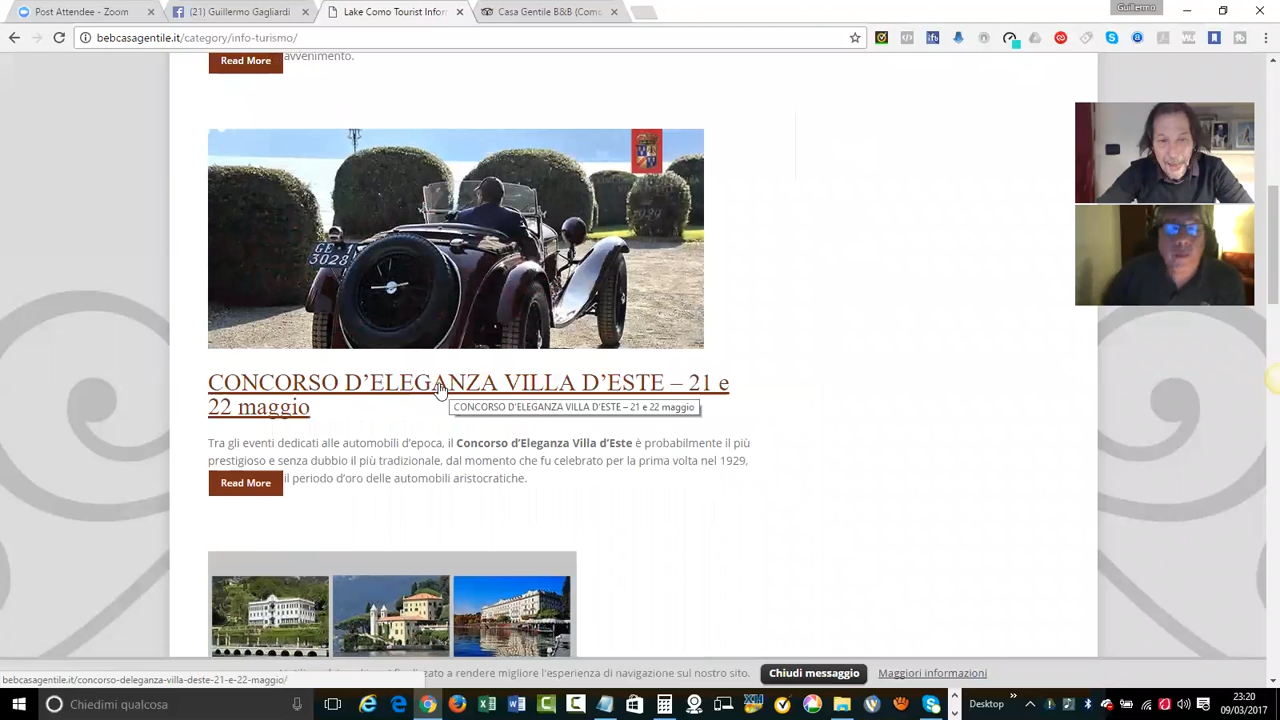 Post Attendee - Zoom
(21) Guillermo Gagliardi
Lake Como Tourist Infor
Casa Gentile B&B (Com
Guillermo
bebcasagentile.it/category/info-turismo/
avvenimento.
Read More
GE
3028
CONCORSO D’ELEGANZA VILLA D’ESTE – 21 e
22 maggio
CONCORSO D’ELEGANZA VILLA D’ESTE – 21 e 22 maggio
Tra gli eventi dedicati alle automobili d’epoca, il Concorso d’Eleganza Villa d’Este è probabilmente il più
prestigioso e senza dubbio il più tradizionale, dal momento che fu celebrato per la prima volta nel 1929,
Read More il periodo d’oro delle automobili aristocratiche.
rendere migliore l'esperienza di navigazione sul nostro sito.
Chiudi messaggio
Maggiori informazioni
bebcasagentile.it/concorso-deleganza-villa-deste-21-e-22-maggio/
Chiedimi qualcosa
Desktop
23:20
09/03/2017